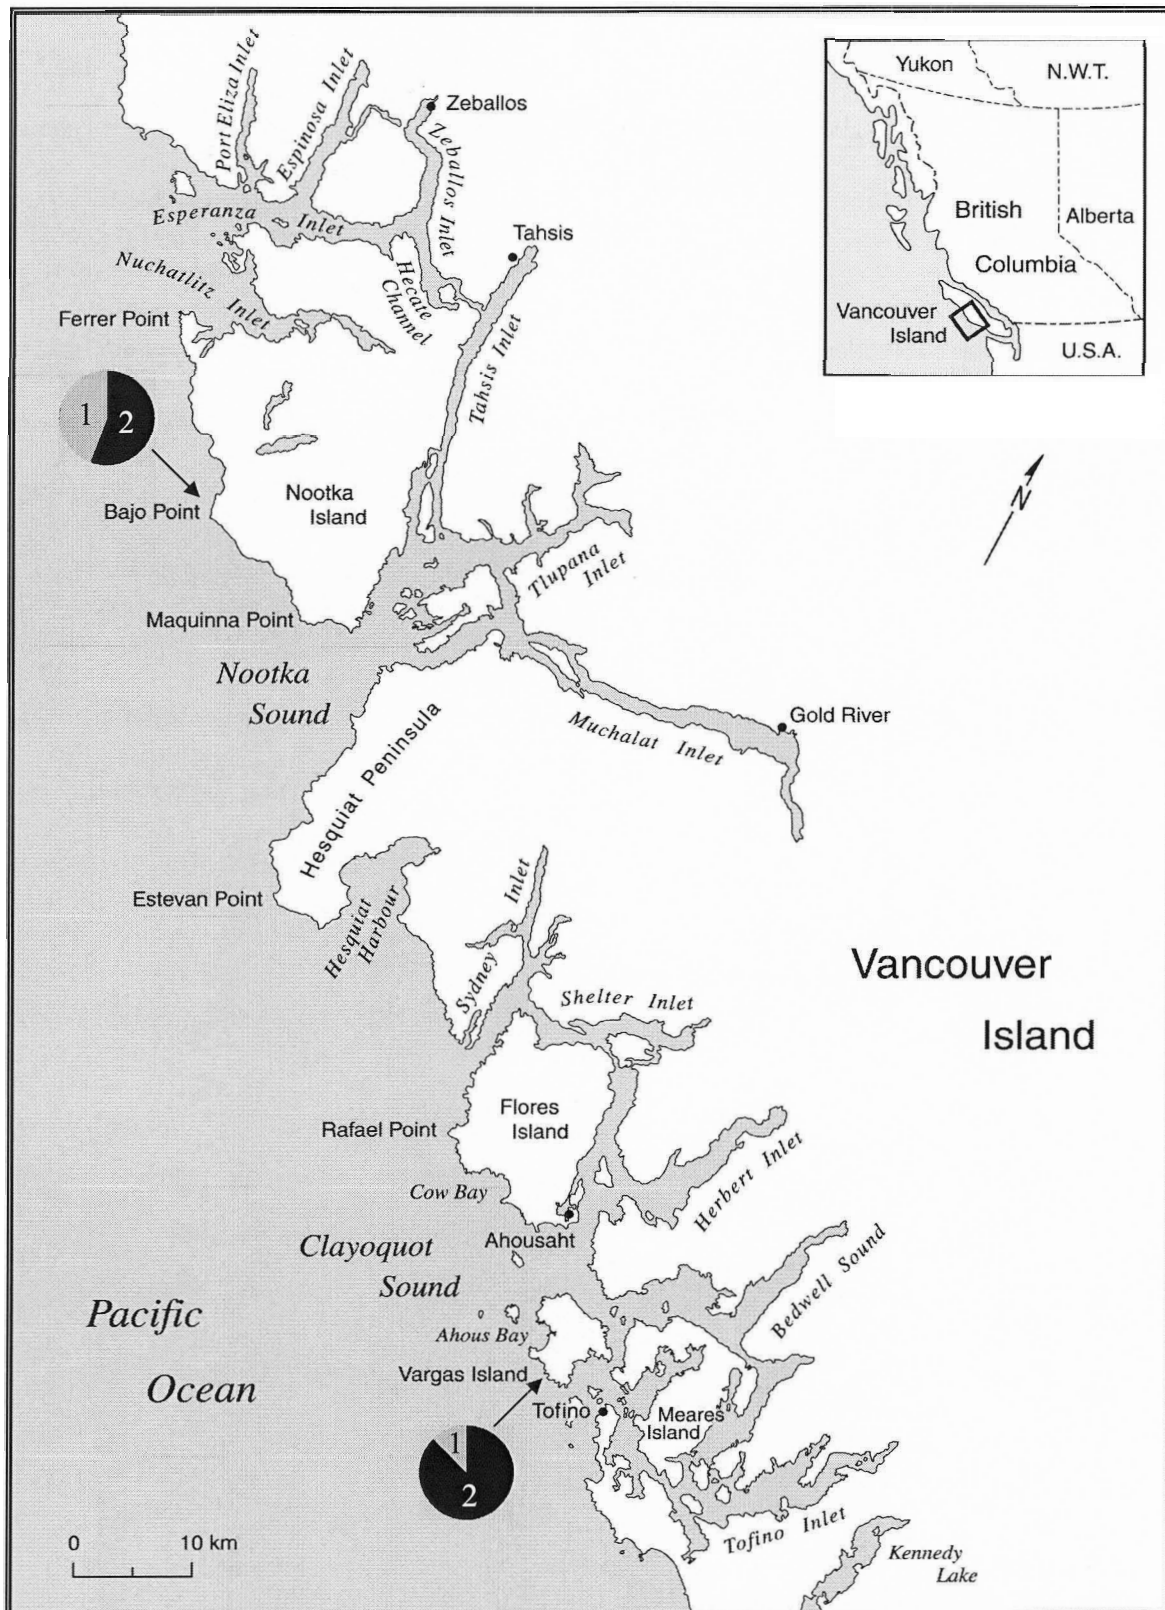 Port Eliza Inlet
Espinosa Inlet
Zeballos
Zeballos Inlet
Esperanza Inlet
Tahsis
Nuchatlitz Inlet
Hecate
Channel
Ferrer Point
Tahsis Inlet
1
2
Nootka
Island
Bajo Point
Tlupana
Inlet
Maquinna Point
Nootka
Sound
Muchalat Inlet
Gold River
Hesquiat Peninsula
Estevan Point
Hesquiat
Harbour
Sydney Inlet
Shelter Inlet
Vancouver
Island
Flores
Island
Rafael Point
Cow Bay
Herbert Inlet
Ahousaht
Clayoquot
Sound
Bedwell Sound
Pacific
Ocean
Ahous Bay
Vargas Island
Tofino
Meares
Island
1
2
Tofino Inlet
Kennedy
Lake
0 10 km
Yukon
N.W.T.
British
Columbia
Alberta
Vancouver
Island
U.S.A.
N